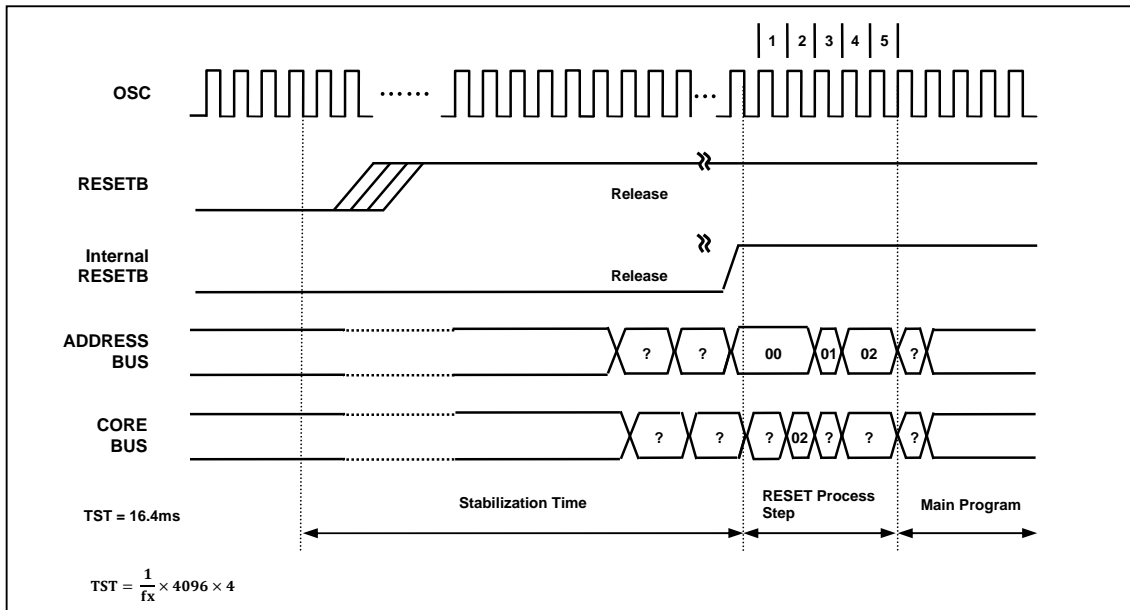 1 2 3 4 5
OSC
......
...
RESETB
Release
Internal
RESETB
Release
ADDRESS
BUS
? ? 00 01 02 ?
CORE
BUS
? ? ? 02 ? ? ?
TST = 16.4ms
Stabilization Time
RESET Process
Step
Main Program
TST = 1/fx × 4096 × 4